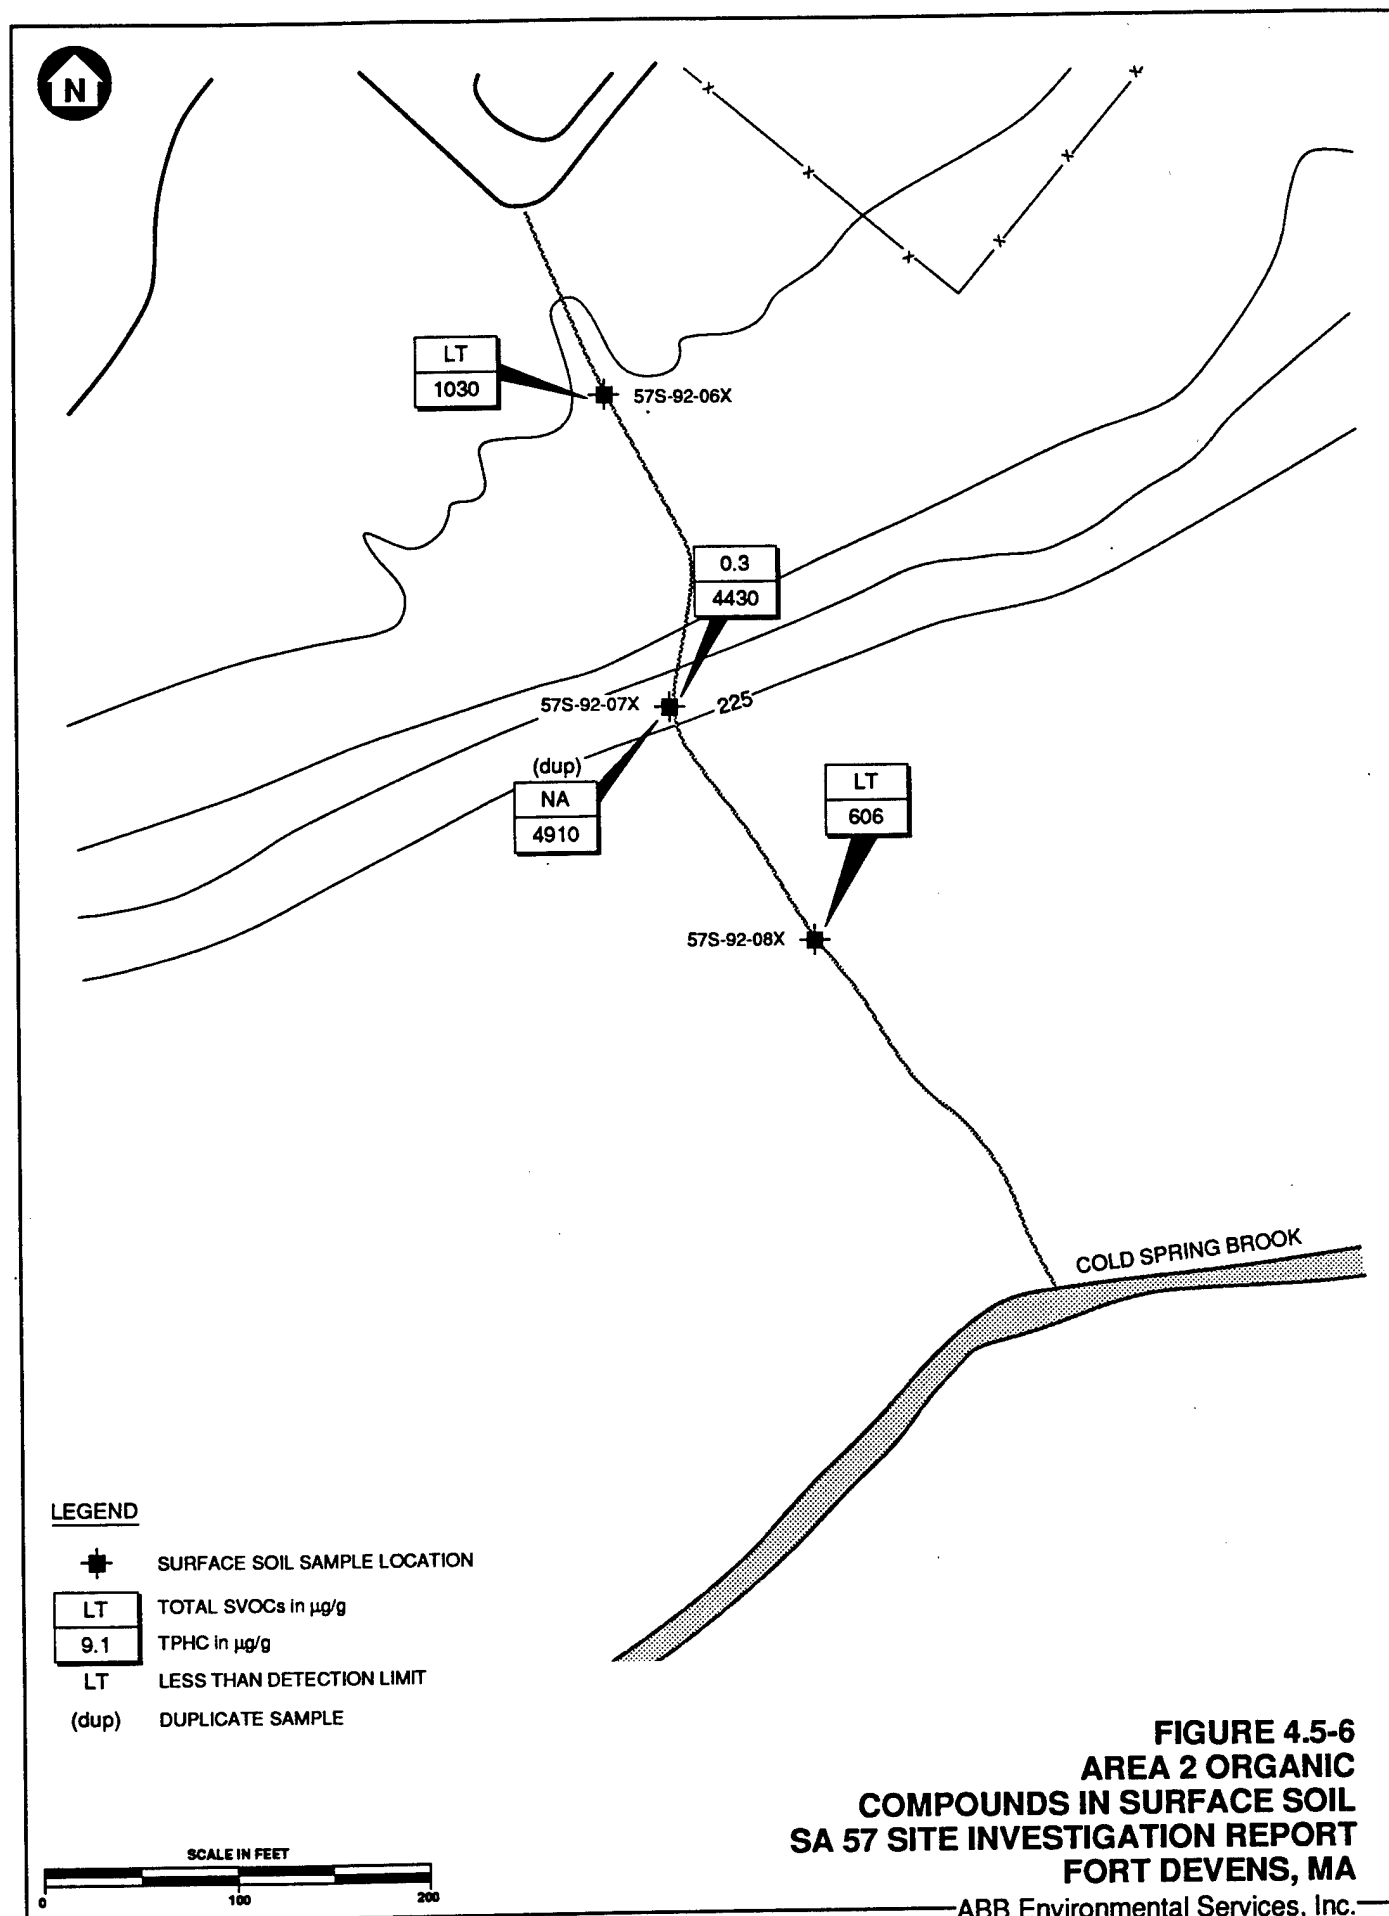 N
LT
1030
57S-92-06X
0.3
4430
57S-92-07X
225
(dup)
NA
4910
LT
606
57S-92-08X
COLD SPRING BROOK
LEGEND
SURFACE SOIL SAMPLE LOCATION
LT TOTAL SVOCs in µg/g
9.1 TPHC in µg/g
LT LESS THAN DETECTION LIMIT
(dup) DUPLICATE SAMPLE
SCALE IN FEET
0 100 200
FIGURE 4.5-6
AREA 2 ORGANIC
COMPOUNDS IN SURFACE SOIL
SA 57 SITE INVESTIGATION REPORT
FORT DEVENS, MA
ABB Environmental Services, Inc.